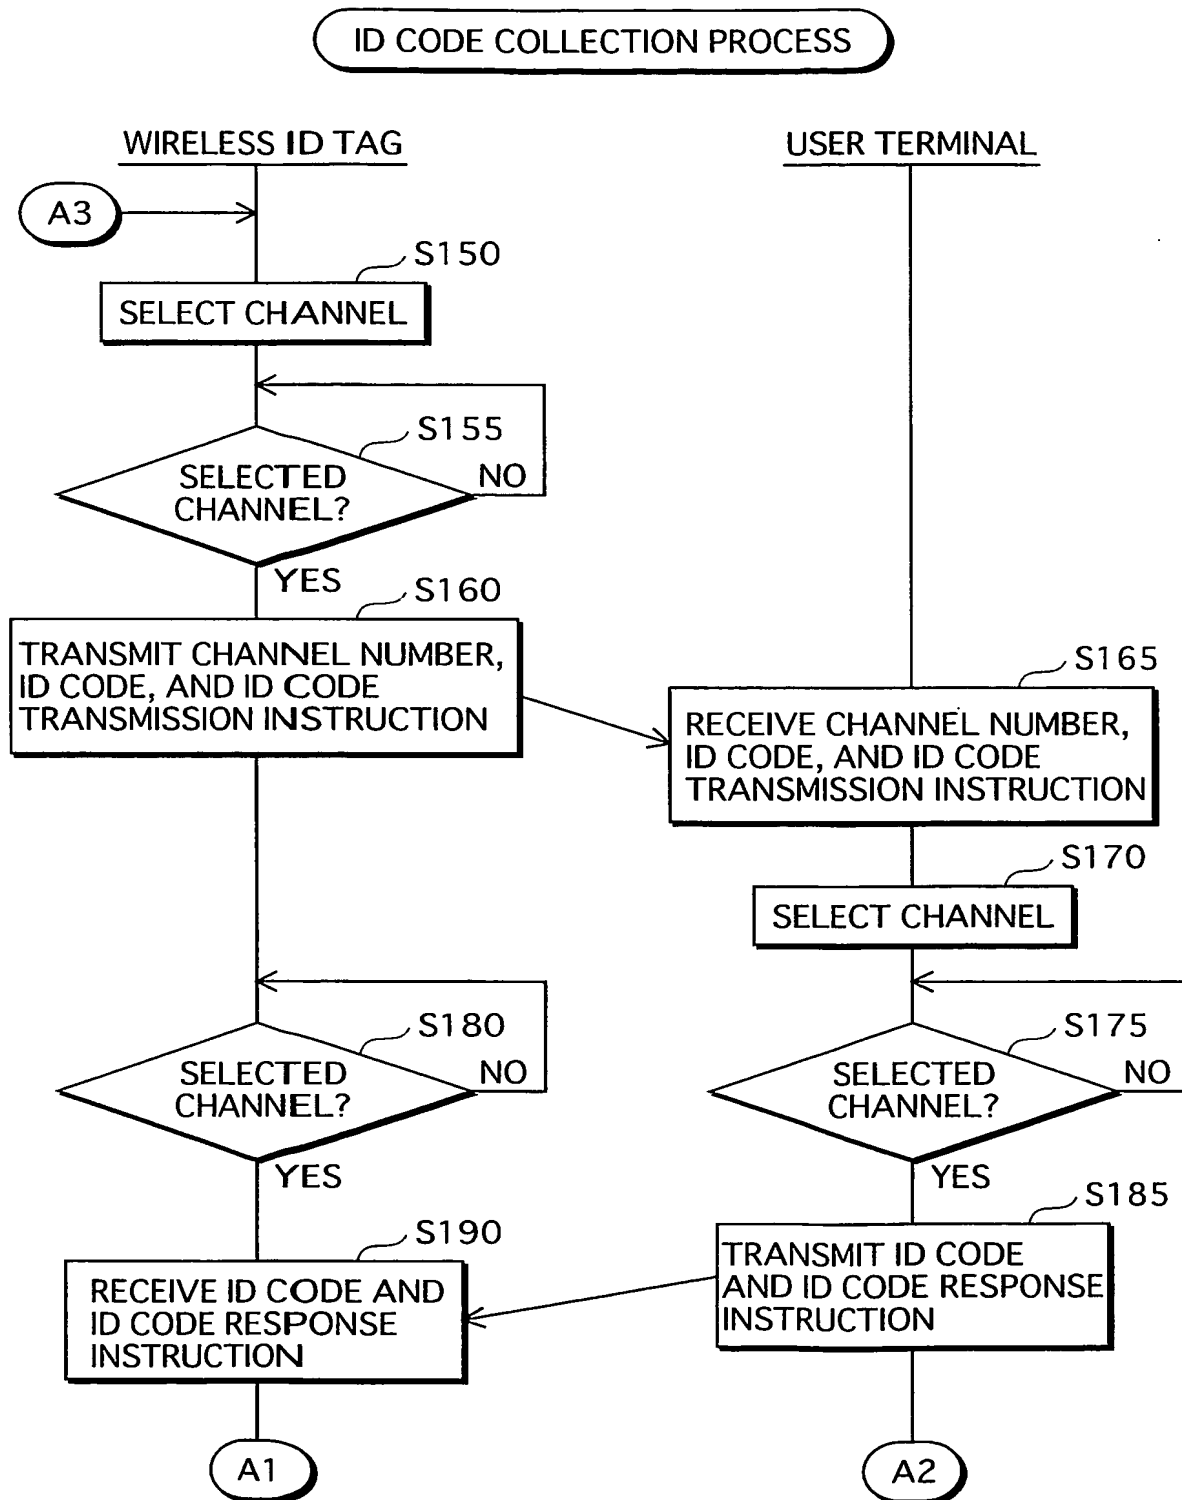 ID CODE COLLECTION PROCESS
WIRELESS ID TAG
USER TERMINAL
A3
S150
SELECT CHANNEL
S155
SELECTED
CHANNEL?
NO
YES
S160
TRANSMIT CHANNEL NUMBER,
ID CODE, AND ID CODE
TRANSMISSION INSTRUCTION
S165
RECEIVE CHANNEL NUMBER,
ID CODE, AND ID CODE
TRANSMISSION INSTRUCTION
S170
SELECT CHANNEL
S180
SELECTED
CHANNEL?
NO
YES
S175
SELECTED
CHANNEL?
NO
YES
S185
TRANSMIT ID CODE
AND ID CODE RESPONSE
INSTRUCTION
S190
RECEIVE ID CODE AND
ID CODE RESPONSE
INSTRUCTION
A1
A2